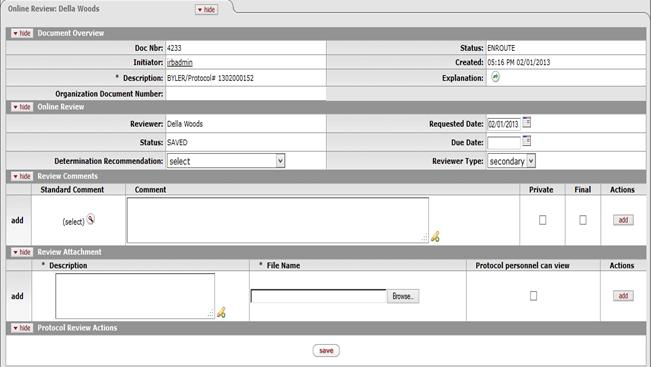 Online Review: Della Woods hide
hide Document Overview
Doc Nbr: 4233 Status: ENROUTE
Initiator: irbadmin Created: 05:16 PM 02/01/2013
* Description: BYLER/Protocol# 1302000152 Explanation:
Organization Document Number:
hide Online Review
Reviewer: Della Woods Requested Date: 02/01/2013
Status: SAVED Due Date:
Determination Recommendation: select Reviewer Type: secondary
hide Review Comments
Standard Comment Comment Private Final Actions
add (select) add
hide Review Attachment
* Description * File Name Protocol personnel can view Actions
add Browse... add
hide Protocol Review Actions
save